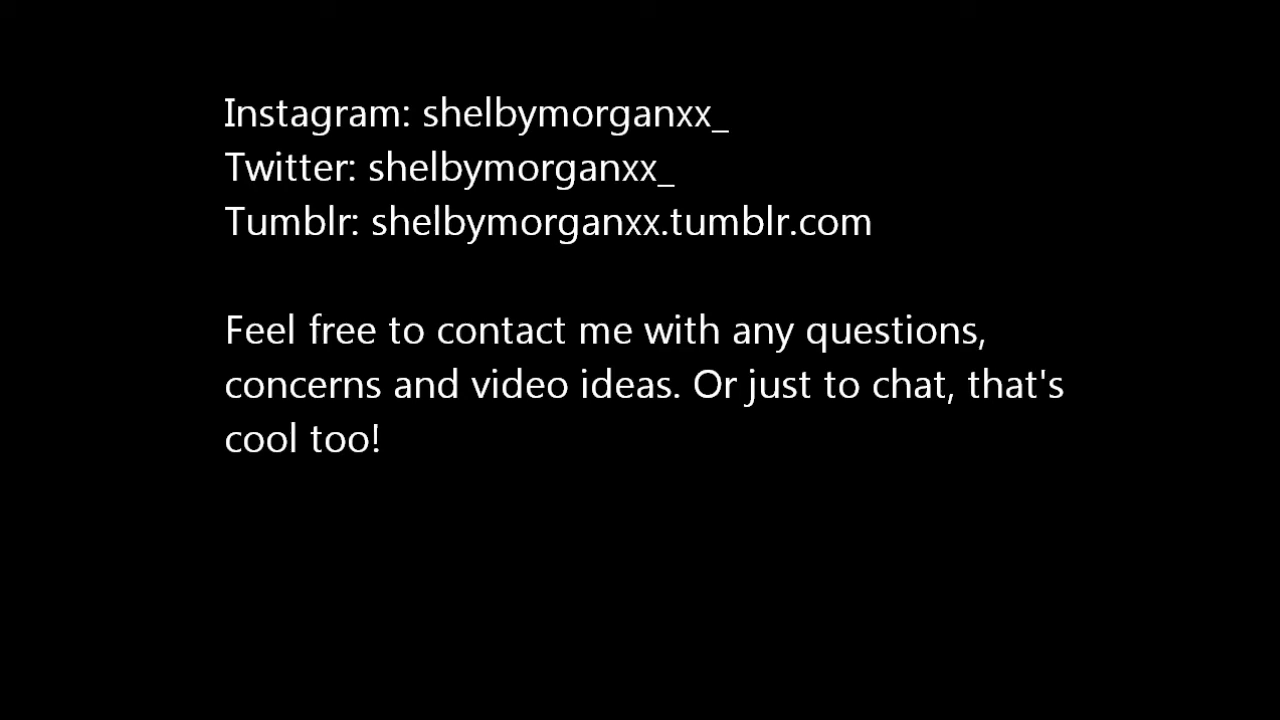 Instagram: shelbymorganxx_
Twitter: shelbymorganxx_
Tumblr: shelbymorganxx.tumblr.com
Feel free to contact me with any questions,
concerns and video ideas. Or just to chat, that's
cool too!